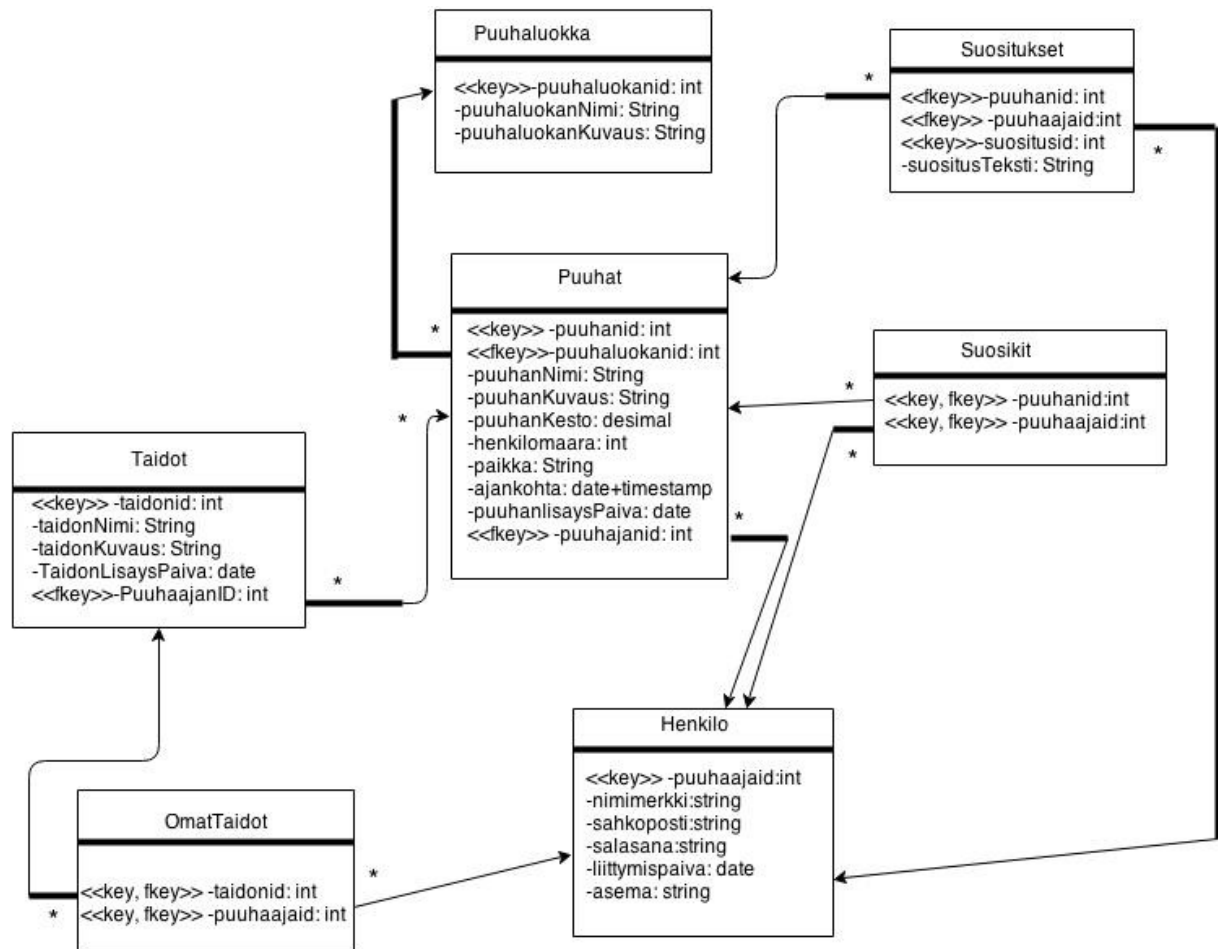 Puuhaluokka
<<key>>-puuhaluokanid: int
-puuhaluokanNimi: String
-puuhaluokanKuvaus: String
Suositukset
<<fkey>>-puuhanid: int
<<fkey>> -puuhaajaid:int
<<key>>-suositusid: int
-suositusTeksti: String
*
*
Puuhat
<<key>> -puuhanid: int
<<fkey>>-puuhaluokanid: int
-puuhanNimi: String
-puuhanKuvaus: String
-puuhanKesto: desimal
-henkilomaara: int
-paikka: String
-ajankohta: date+timestamp
-puuhanlisaysPaiva: date
<<fkey>> -puuhajanid: int
*
*
*
Suosikit
<<key, fkey>> -puuhanid:int
<<key, fkey>> -puuhaajaid:int
*
*
Taidot
<<key>> -taidonid: int
-taidonNimi: String
-taidonKuvaus: String
-TaidonLisaysPaiva: date
<<fkey>>-PuuhaajanID: int
*
Henkilo
<<key>> -puuhaajaid:int
-nimimerkki:string
-sahkoposti:string
-salasana:string
-liittymispaiva: date
-asema: string
OmatTaidot
<<key, fkey>> -taidonid: int
<<key, fkey>> -puuhaajaid: int
*
*